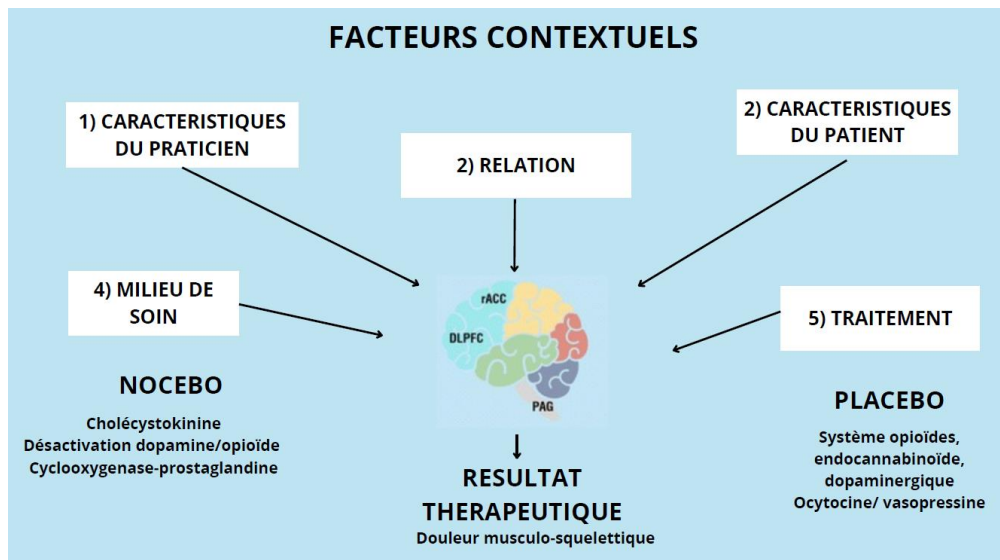 FACTEURS CONTEXTUELS
1) CARACTERISTIQUES
DU PRATICIEN
2) RELATION
2) CARACTERISTIQUES
DU PATIENT
4) MILIEU DE
SOIN
5) TRAITEMENT
rACC
DLPFC
PAG
NOCEBO
Cholécystokinine
Désactivation dopamine/opioïde
Cyclooxygenase-prostaglandine
RESULTAT
THERAPEUTIQUE
Douleur musculo-squelettique
PLACEBO
Système opioïdes,
endocannabinoïde,
dopaminergique
Ocytocine/ vasopressine